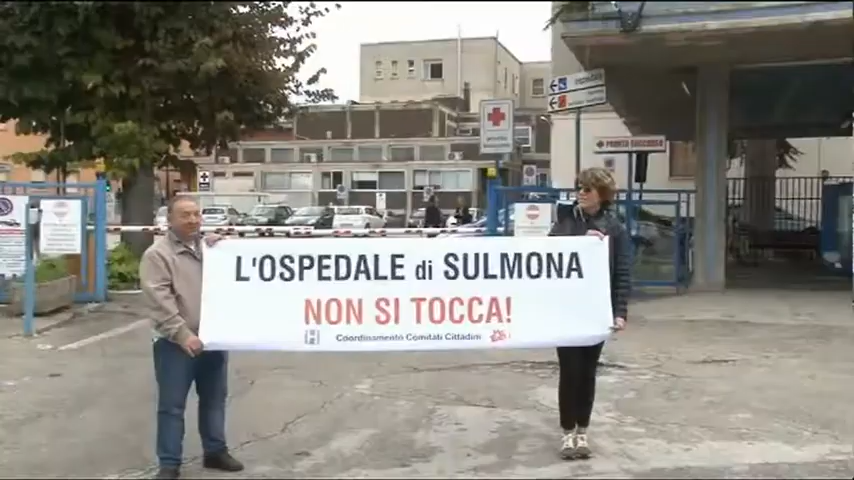 PRONTO SOCCORSO
L'OSPEDALE di SULMONA
NON SI TOCCA!
Coordinamento Comitati Cittadini